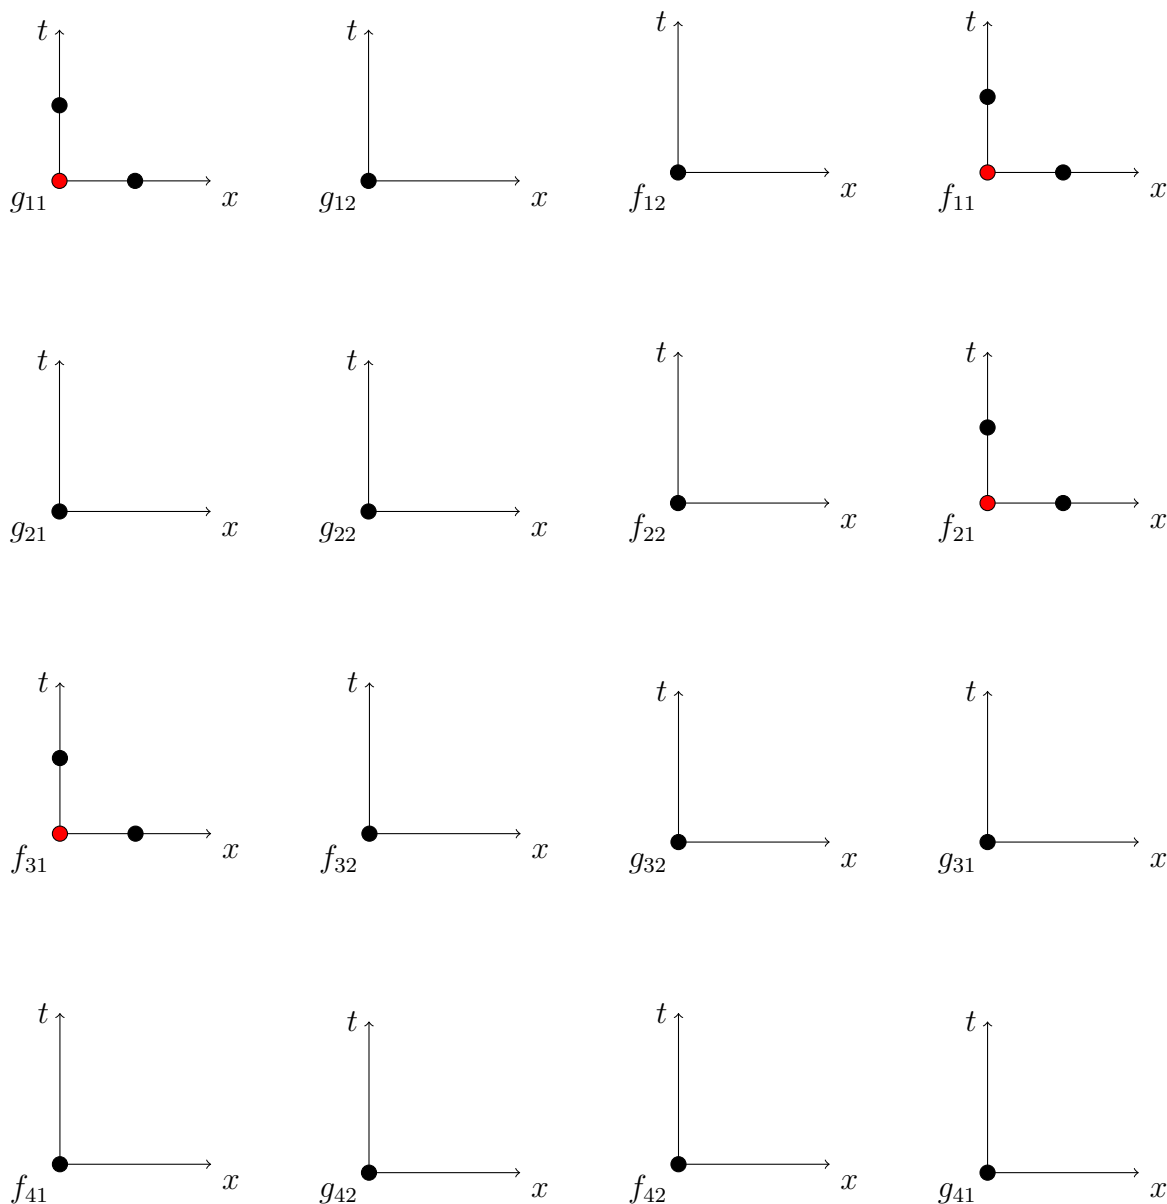 t t t t
g11 x g12 x f12 x f11 x
t t t t
g21 x g22 x f22 x f21 x
t t t t
f31 x f32 x g32 x g31 x
t t t t
f41 x g42 x f42 x g41 x